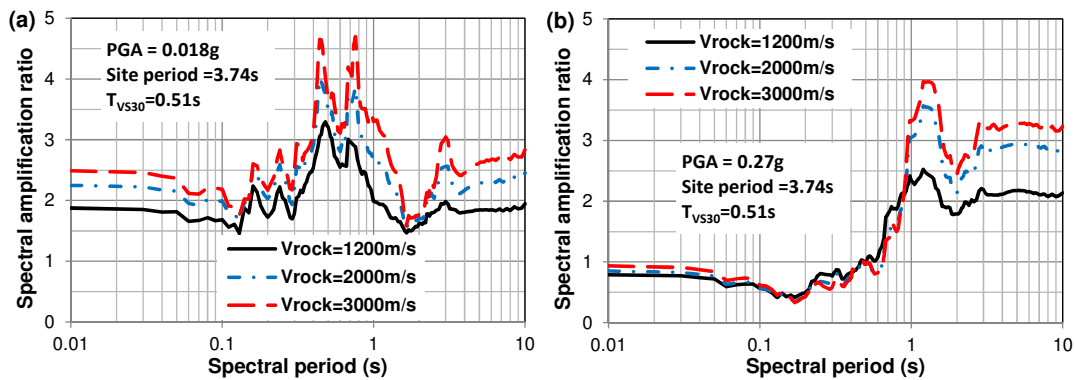 (a)
Spectral amplification ratio
5
4
3
2
1
0
PGA = 0.018g
Site period =3.74s
TVS30=0.51s
Vrock=1200m/s
Vrock=2000m/s
Vrock=3000m/s
0.01
0.1
1
10
Spectral period (s)
(b)
Spectral amplification ratio
5
4
3
2
1
0
Vrock=1200m/s
Vrock=2000m/s
Vrock=3000m/s
PGA = 0.27g
Site period =3.74s
TVS30=0.51s
0.01
0.1
1
10
Spectral period (s)